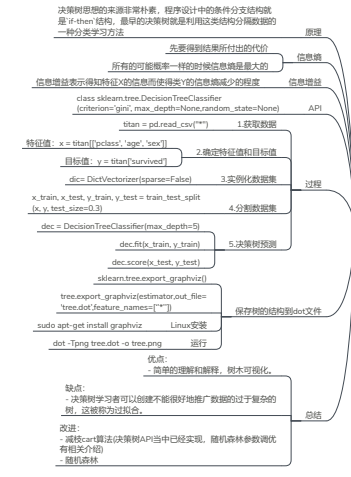 决策树思想的来源非常朴素，程序设计中的条件分支结构就
是'if-then'结构，最早的决策树就是利用这类结构分隔数据的
一种分类学习方法
原理
先要得到结果所付出的代价
所有的可能概率一样的时候信息熵是最大的
信息熵
信息增益表示得知特征X的信息而使得类Y的信息熵减少的程度
信息增益
class sklearn.tree.DecisionTreeClassifier
(criterion='gini', max_depth=None,random_state=None)
API
titan = pd.read_csv("*")
1.获取数据
特征值：x = titan[['pclass', 'age', 'sex']]
目标值：y = titan['survived']
2.确定特征值和目标值
dic= DictVectorizer(sparse=False)
3.实例化数据集
x_train, x_test, y_train, y_test = train_test_split
(x, y, test_size=0.3)
4.分割数据集
dec = DecisionTreeClassifier(max_depth=5)
dec.fit(x_train, y_train)
dec.score(x_test, y_test)
5.决策树预测
过程
sklearn.tree.export_graphviz()
tree.export_graphviz(estimator,out_file=
'tree.dot',feature_names=["*"])
sudo apt-get install graphviz
Linux安装
dot -Tpng tree.dot -o tree.png
运行
保存树的结构到dot文件
优点：
- 简单的理解和解释，树木可视化。
缺点：
- 决策树学习者可以创建不能很好地推广数据的过于复杂的
树，这被称为过拟合。
改进：
- 减枝cart算法(决策树API当中已经实现，随机森林参数调优
有相关介绍)
- 随机森林
总结